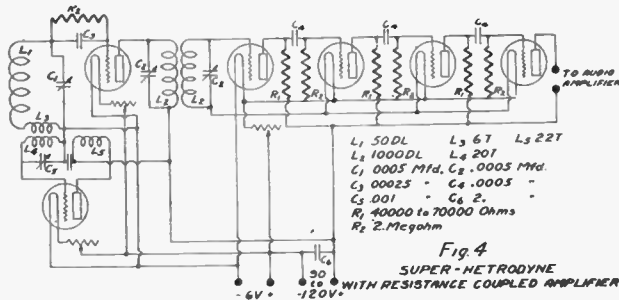 R2
C3
L1
C1
C2
L2
L2
C2
C4
C4
C4
R1
R2
R1
R2
R1
R2
TO AUDIO
AMPLIFIER
L3
L4
L5
C5
C6
L1 50DL L3 6T L5 22T
L2 1000DL L4 20T
C1 0005 Mfd. C2 .0005 Mfd.
C3 00025 " C4 .0005 "
C5 .001 " C6 2. "
R1 40000 to 70000 Ohms
R2 2. Megohm
90
to
- 6V +
-120V+
Fig. 4
SUPER-HETRODYNE
WITH RESISTANCE COUPLED AMPLIFIER